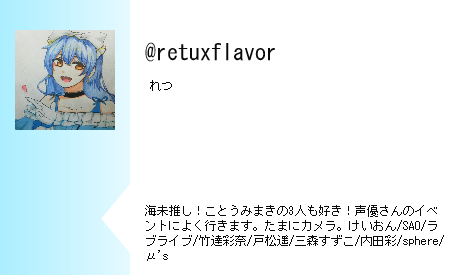 @retuxflavor
れつ
海未推し！ことうみまきの3人も好き！声優さんのイベ
ントによく行きます。たまにカメラ。けいおん/SAO/ラ
ブライブ/竹達彩奈/戸松遥/三森すずこ/内田彩/sphere/
μ's